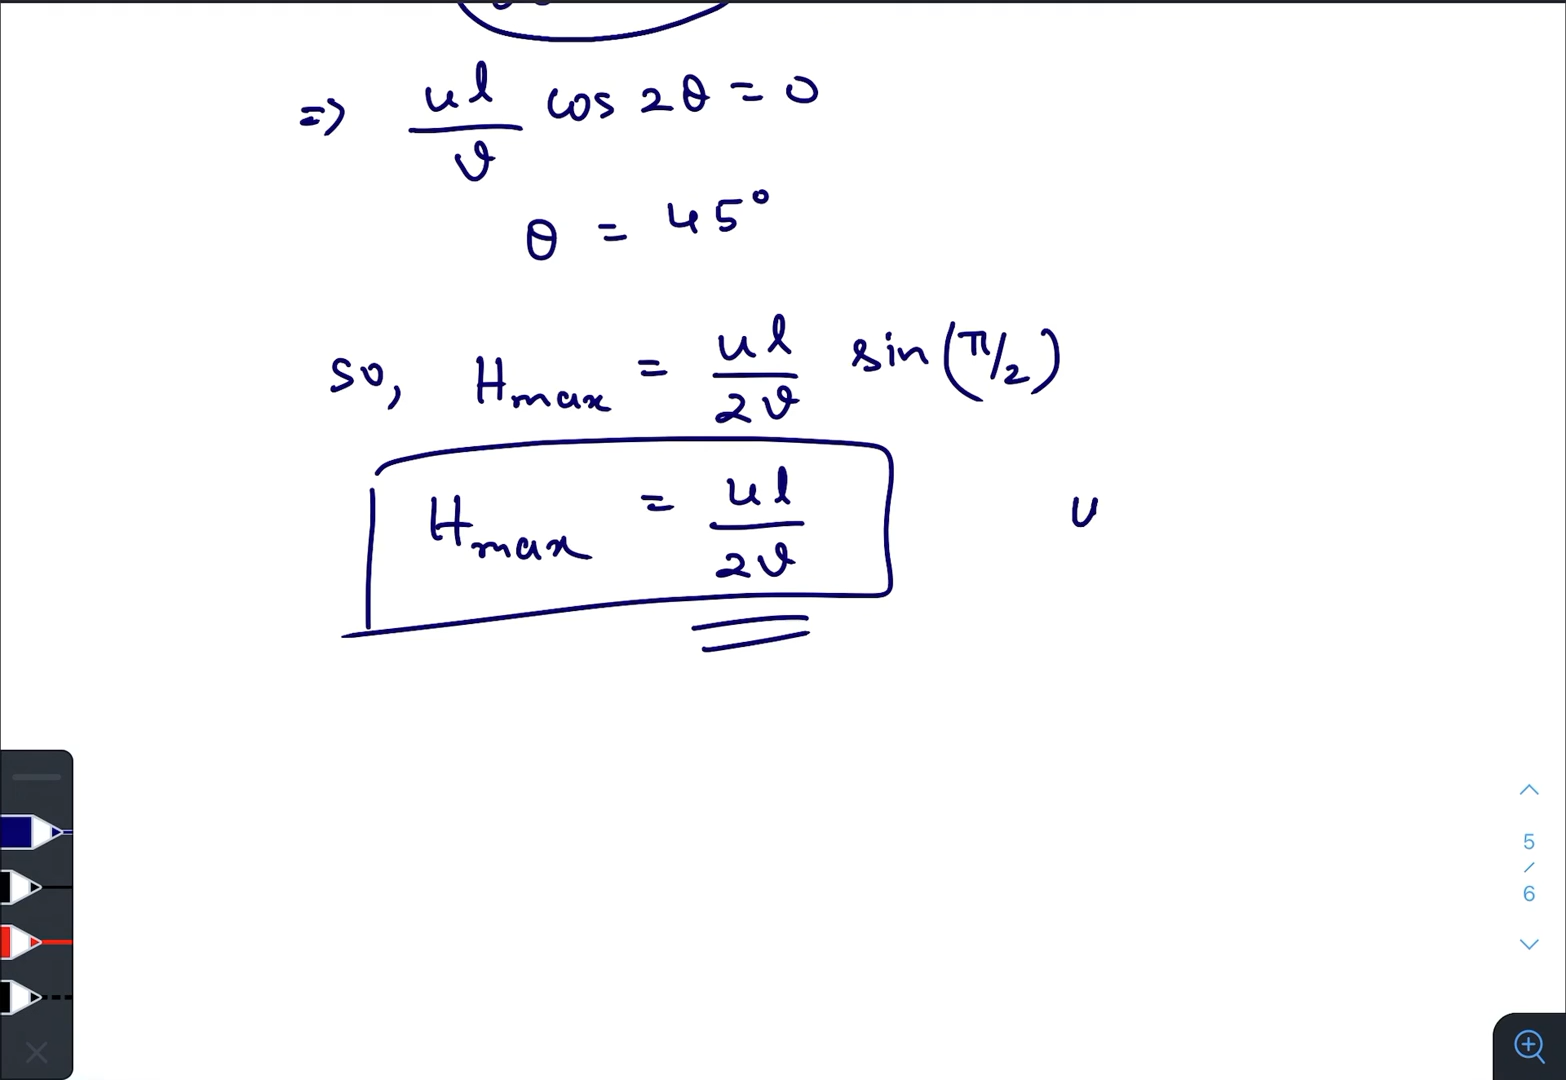 => ul/v cos 2θ = 0
θ = 45°
so, Hmax = ul/2v sin(π/2)
Hmax = ul/2v
u
5
/
6